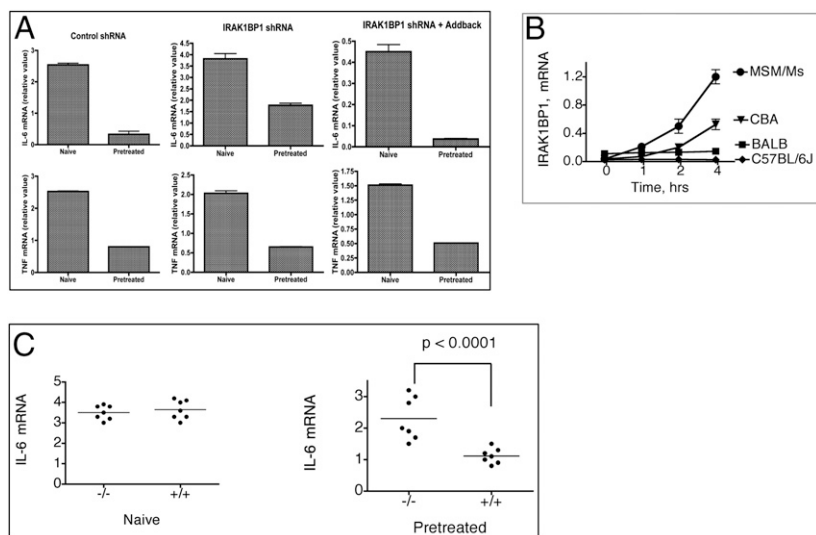 A
Control shRNA
IRAK1BP1 shRNA
IRAK1BP1 shRNA + Addback
IL-6 mRNA (relative value)
3
2
1
0
Naive
Pretreated
IL-6 mRNA (relative value)
4.5
4.0
3.5
3.0
2.5
2.0
1.5
1.0
0.5
0.0
Naive
Pretreated
IL-6 mRNA (relative value)
0.5
0.4
0.3
0.2
0.1
0.0
Naive
Pretreated
TNF mRNA (relative value)
3
2
1
0
Naive
Pretreated
TNF mRNA (relative value)
2.5
2.0
1.5
1.0
0.5
0.0
Naive
Pretreated
TNF mRNA (relative value)
1.75
1.50
1.25
1.00
0.75
0.50
0.25
0.00
Naive
Pretreated
B
IRAK1BP1, mRNA
1.2
0.8
0.4
0.0
0 1 2 4
Time, hrs
MSM/Ms
CBA
BALB
C57BL/6J
C
IL-6 mRNA
5
4
3
2
1
0
-/- +/+
Naive
p < 0.0001
IL-6 mRNA
3
2
1
0
-/- +/+
Pretreated